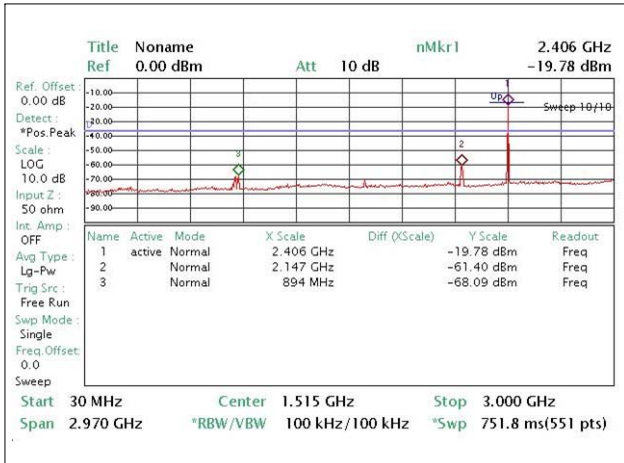 Title Noname nMkr1 2.406 GHz
Ref 0.00 dBm Att 10 dB -19.78 dBm
Ref. Offset :
0.00 dB
Detect :
*Pos.Peak
Scale :
LOG
10.0 dB
Input Z :
50 ohm
Int. Amp :
OFF
Avg Type :
Lg-Pw
Trig Src :
Free Run
Swp Mode :
Single
Freq.Offset:
0.0
Sweep
1
Up
-10.00
-20.00
Sweep 10/10
-30.00
-40.00
-50.00
2
-60.00
3
-70.00
-80.00
-90.00
Name Active Mode X Scale Diff (XScale) Y Scale Readout
1 active Normal 2.406 GHz -19.78 dBm Freq
2 Normal 2.147 GHz -61.40 dBm Freq
3 Normal 894 MHz -68.09 dBm Freq
Start 30 MHz Center 1.515 GHz Stop 3.000 GHz
Span 2.970 GHz *RBW/VBW 100 kHz/100 kHz *Swp 751.8 ms(551 pts)